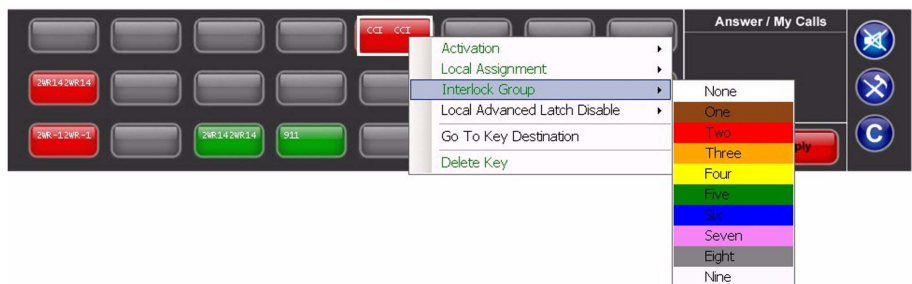 Answer / My Calls
CCI CCI
Activation
Local Assignment
Interlock Group
Local Advanced Latch Disable
Go To Key Destination
Delete Key
2WR142WR14
2WR-12WR-1
2WR142WR14
911
None
One
Two
Three
Four
Five
Six
Seven
Eight
Nine
ply
C